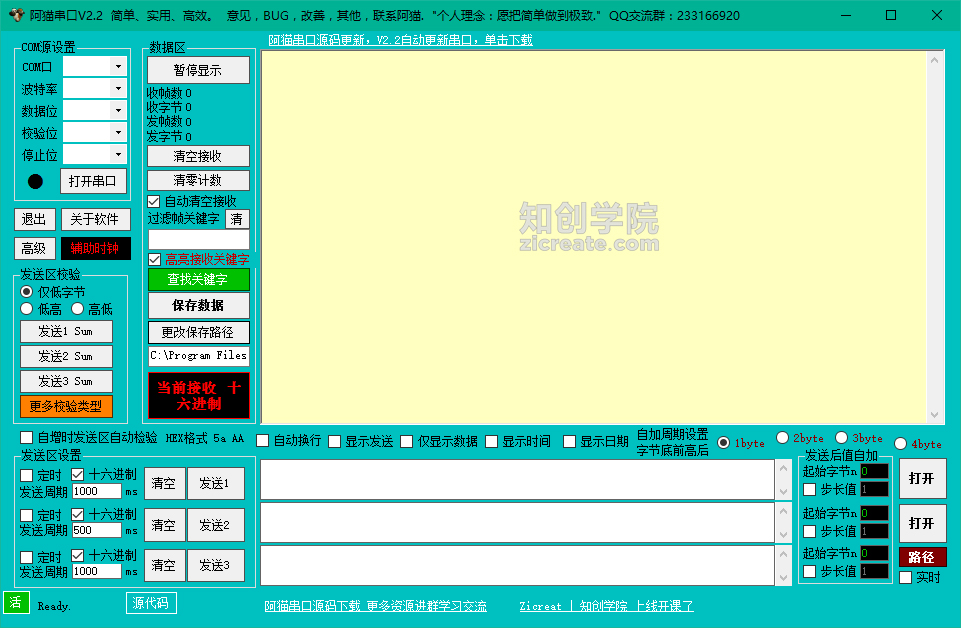 阿猫串口V2.2 简单、实用、高效。 意见，BUG，改善，其他，联系阿猫. "个人理念：愿把简单做到极致." QQ交流群：233166920
阿猫串口源码更新，V2.2自动更新串口，单击下载
COM源设置
COM口
波特率
数据位
校验位
停止位
打开串口
退出
关于软件
高级
辅助时钟
发送区校验
仅低字节
低高
高低
发送1 Sum
发送2 Sum
发送3 Sum
更多校验类型
数据区
暂停显示
收帧数 0
收字节 0
发帧数 0
发字节 0
清空接收
清零计数
自动清空接收
过滤帧关键字
清
高亮接收关键字
查找关键字
保存数据
更改保存路径
C:\Program Files
当前接收 十
六进制
知创学院
zicreate.com
自增时发送区自动检验 HEX格式 5a AA
自动换行
显示发送
仅显示数据
显示时间
显示日期
自加周期设置
字节底前高后
1byte
2byte
3byte
4byte
发送区设置
定时
十六进制
发送周期 1000 ms
清空
发送1
定时
十六进制
发送周期 500 ms
清空
发送2
定时
十六进制
发送周期 1000 ms
清空
发送3
发送后值自加
起始字节n 0
步长值 1
起始字节n 0
步长值 1
起始字节n 0
步长值 1
打开
打开
路径
实时
活
Ready.
源代码
阿猫串口源码下载 更多资源进群学习交流
Zicreat | 知创学院 上线开课了